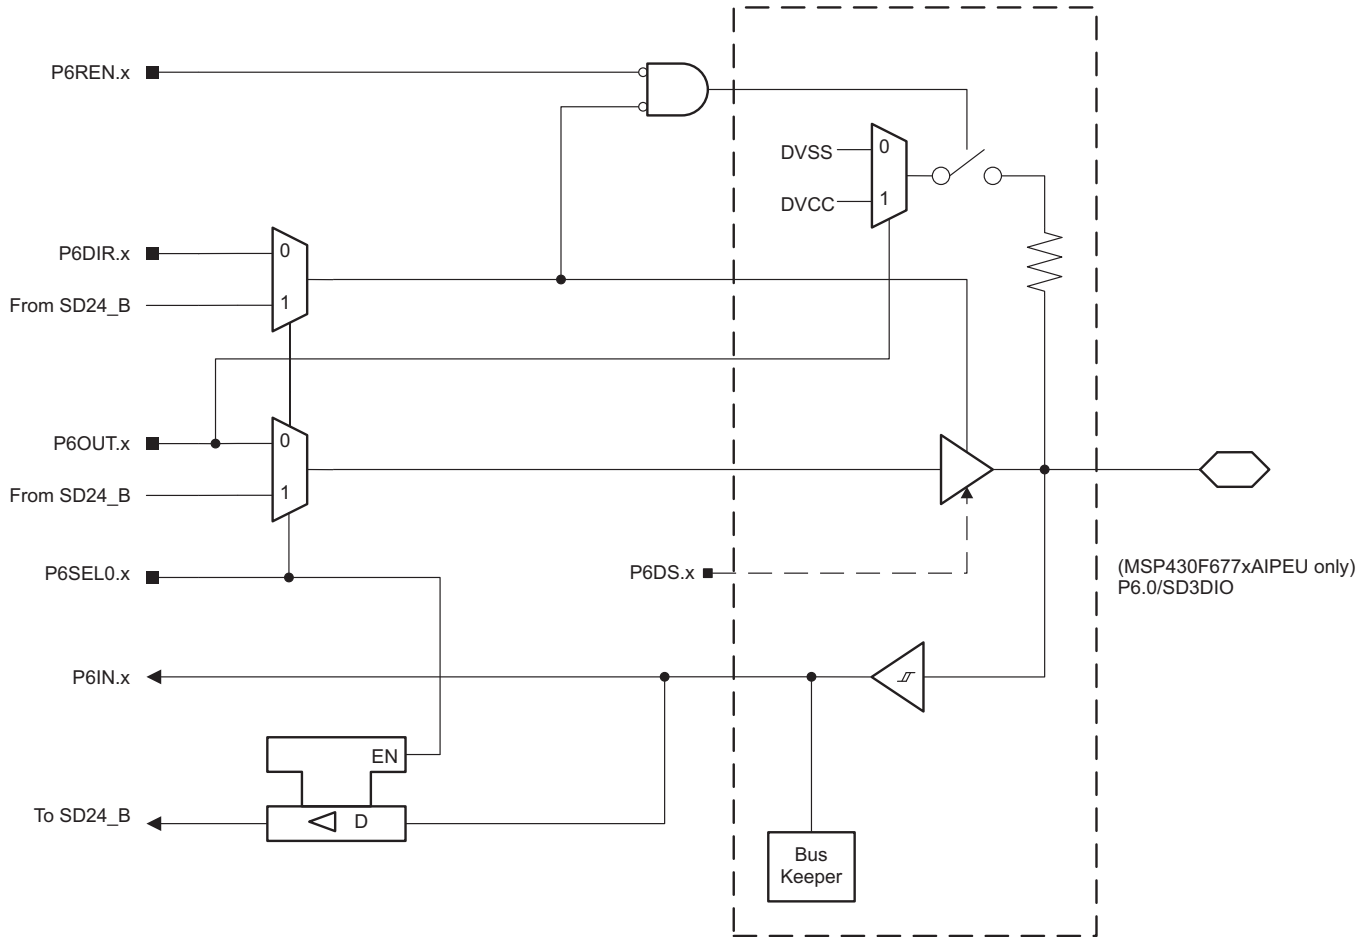 P6REN.x
DVSS
0
DVCC
1
P6DIR.x
0
From SD24_B
1
P6OUT.x
0
From SD24_B
1
P6SEL0.x
P6DS.x
(MSP430F677xAIPEU only)
P6.0/SD3DIO
P6IN.x
EN
To SD24_B
D
Bus
Keeper